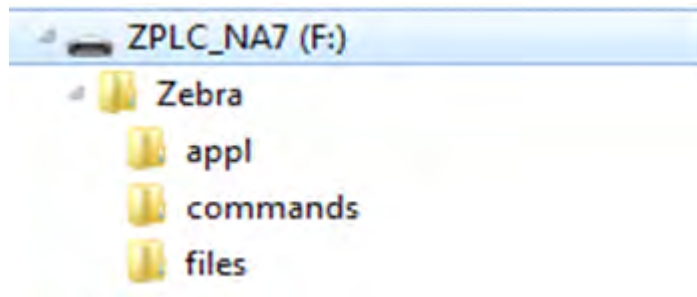 ZPLC_NA7 (F:)
Zebra
appl
commands
files